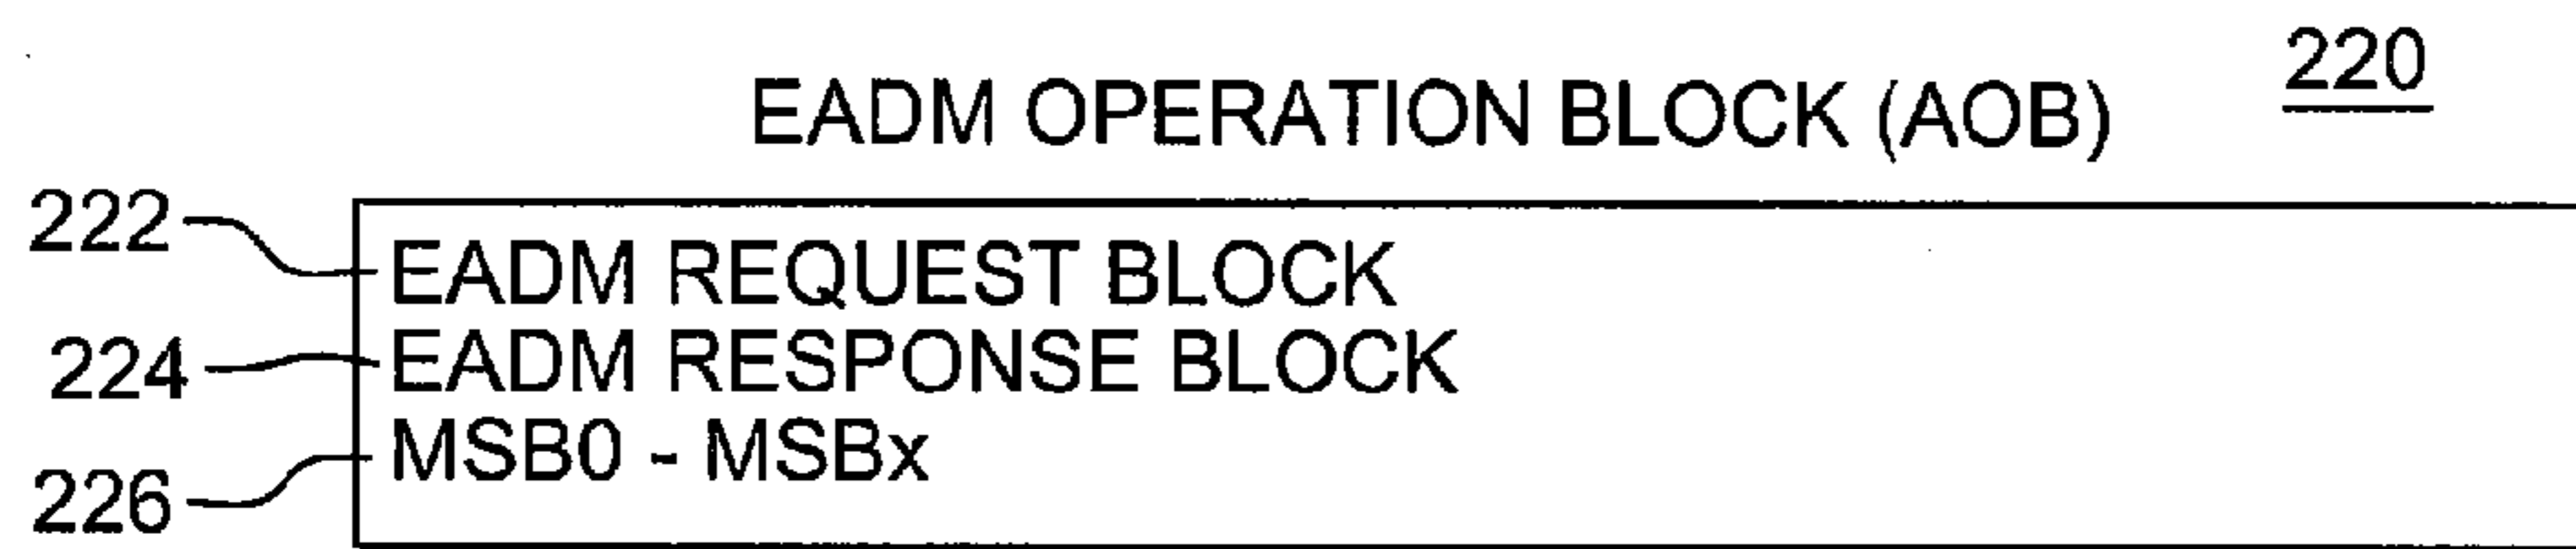 220
EADM OPERATION BLOCK (AOB)
222 EADM REQUEST BLOCK
224 EADM RESPONSE BLOCK
226 MSB0 - MSBx